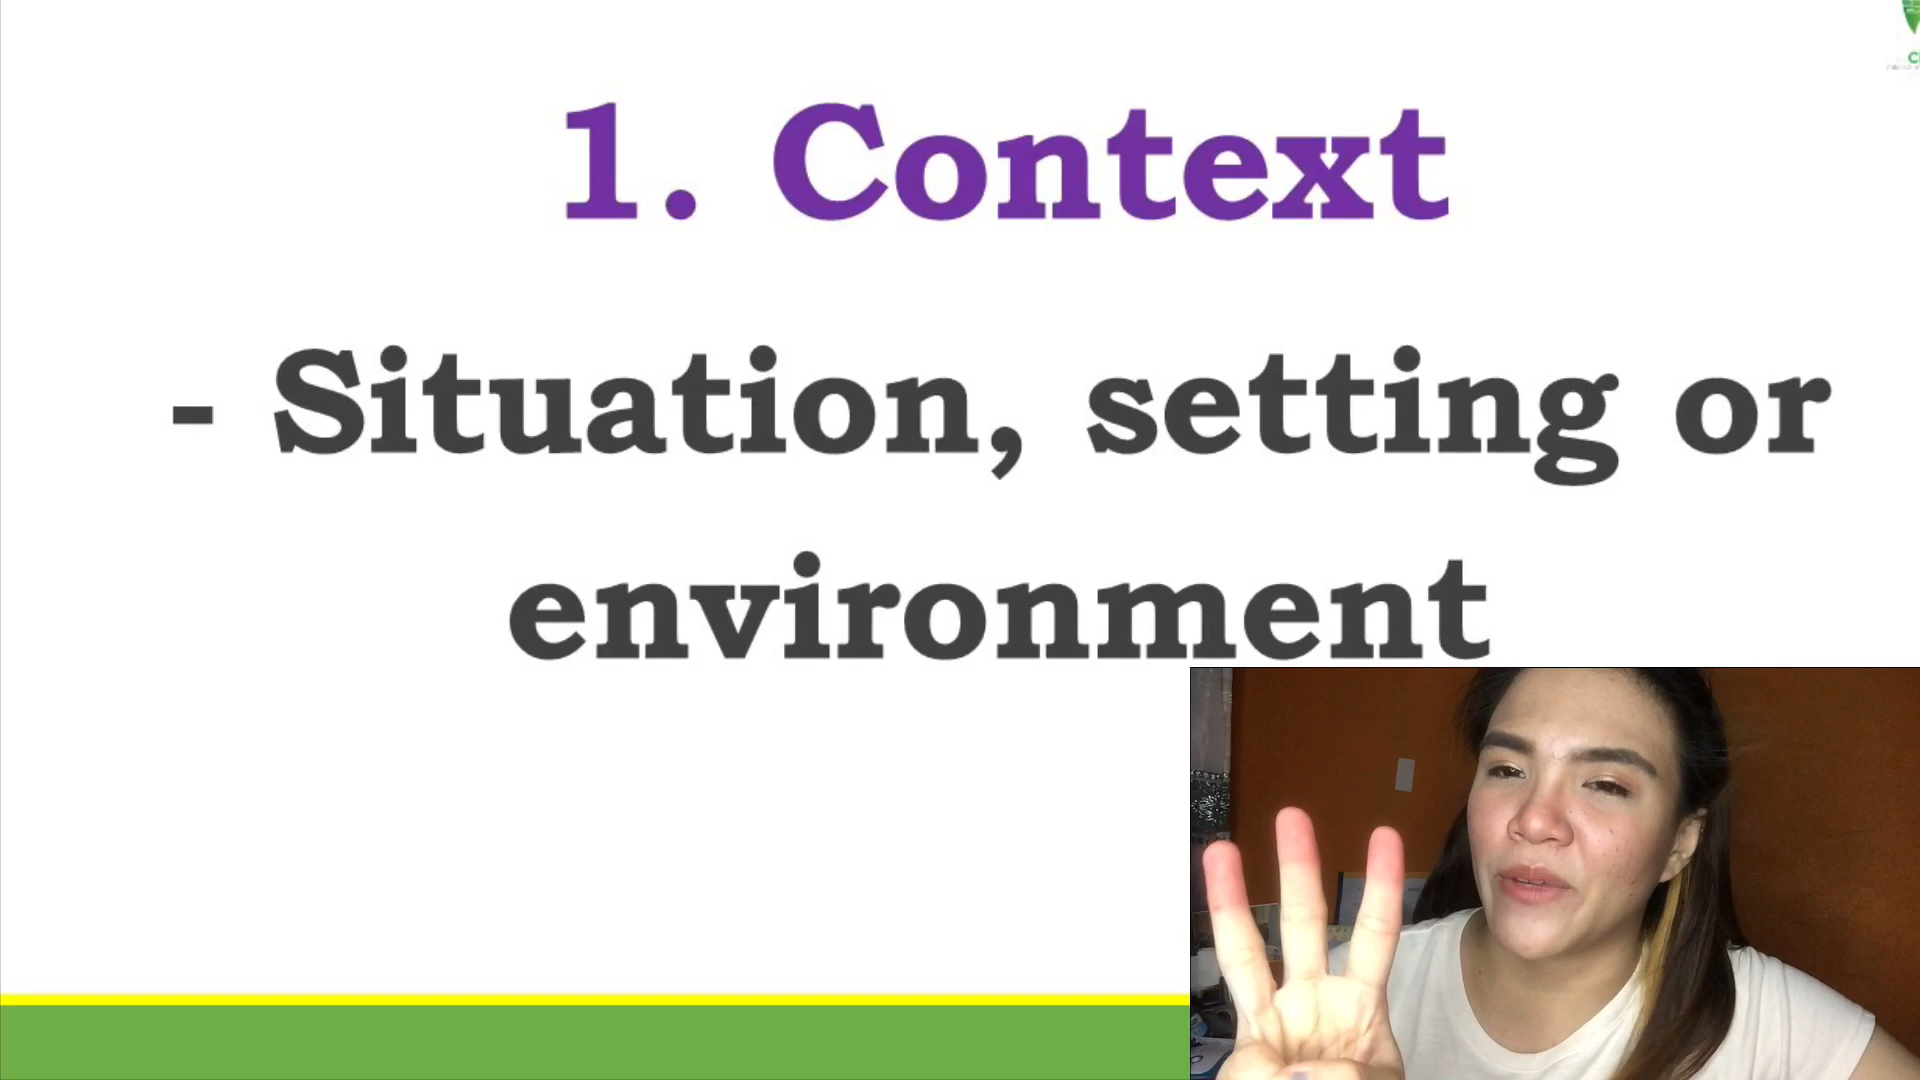 1. Context
- Situation, setting or
environment